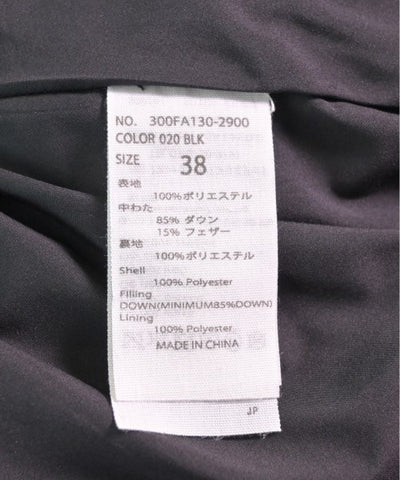 NO. 300FA130-2900
COLOR 020 BLK
SIZE 38
表地
100%ポリエステル
中わた
85% ダウン
15% フェザー
裏地
100%ポリエステル
Shell
100% Polyester
Filling
DOWN(MINIMUM85%DOWN)
Lining
100% Polyester
MADE IN CHINA
JP